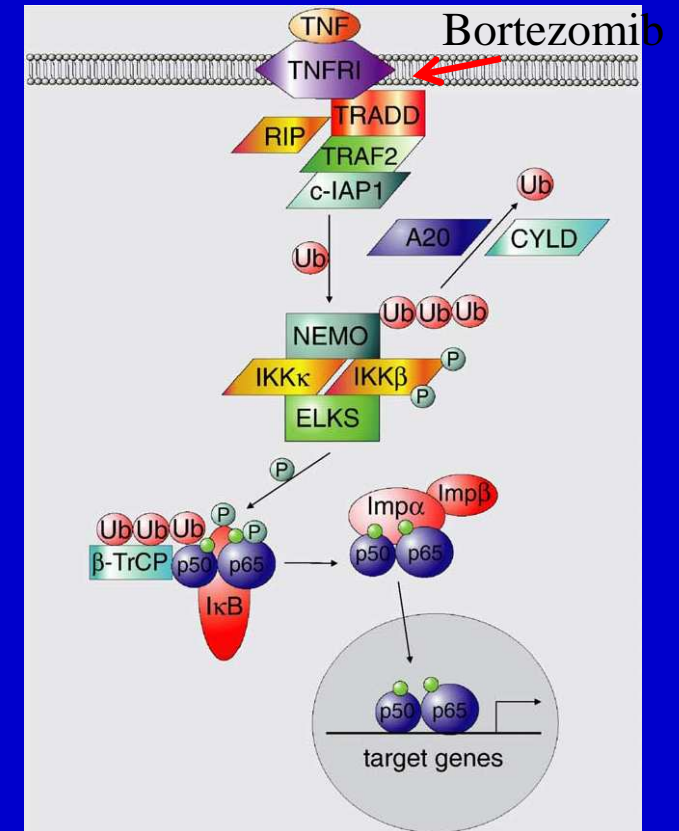 TNF
Bortezomib
TNFRI
TRADD
RIP
TRAF2
c-IAP1
Ub
A20
CYLD
Ub
UbUbUb
NEMO
P
IKKκ
IKKβ
P
ELKS
P
Impβ
Impα
P
UbUbUb
P
β-TrCP
p50
p65
p50
p65
IκB
p50
p65
target genes